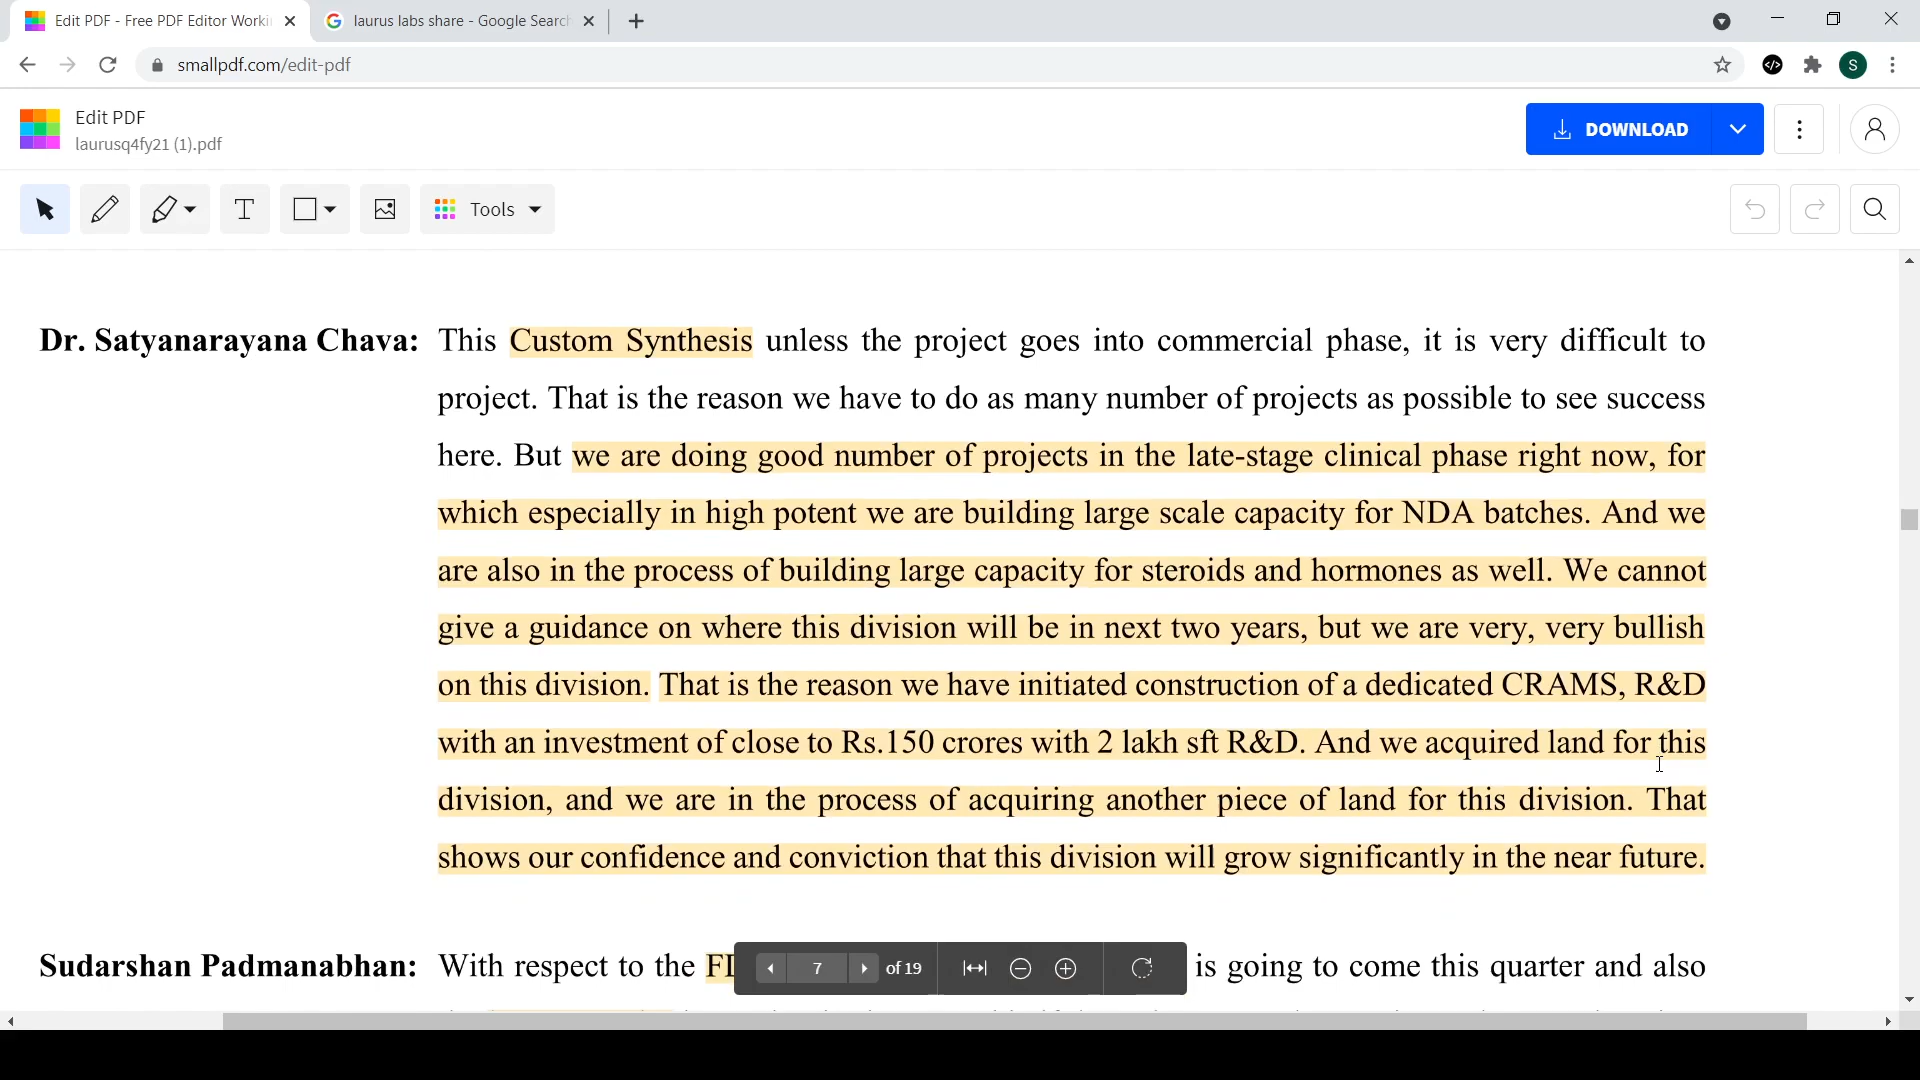 Edit PDF - Free PDF Editor Worki
laurus labs share - Google Search
smallpdf.com/edit-pdf
S
Edit PDF
laurusq4fy21 (1).pdf
DOWNLOAD
T
Tools
Dr. Satyanarayana Chava: This Custom Synthesis unless the project goes into commercial phase, it is very difficult to
project. That is the reason we have to do as many number of projects as possible to see success
here. But we are doing good number of projects in the late-stage clinical phase right now, for
which especially in high potent we are building large scale capacity for NDA batches. And we
are also in the process of building large capacity for steroids and hormones as well. We cannot
give a guidance on where this division will be in next two years, but we are very, very bullish
on this division. That is the reason we have initiated construction of a dedicated CRAMS, R&D
with an investment of close to Rs.150 crores with 2 lakh sft R&D. And we acquired land for this
division, and we are in the process of acquiring another piece of land for this division. That
shows our confidence and conviction that this division will grow significantly in the near future.
Sudarshan Padmanabhan: With respect to the is going to come this quarter and also
7 of 19